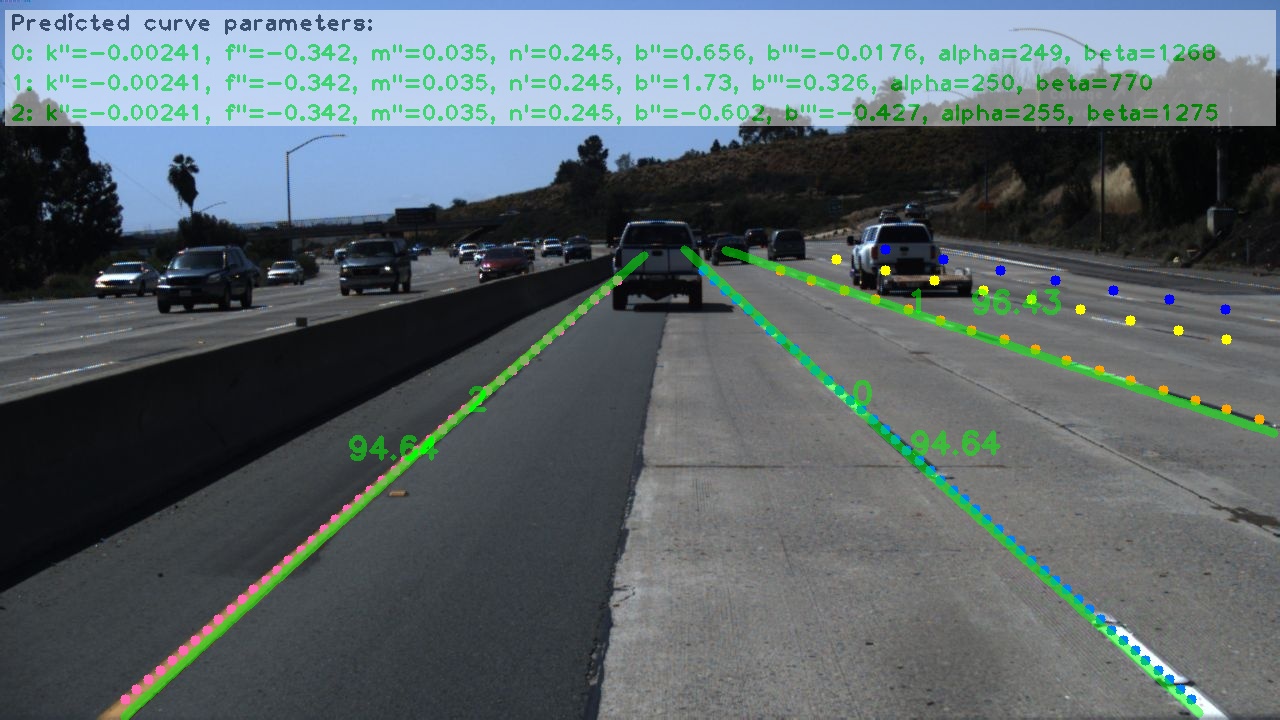 Predicted curve parameters:
0: k"=-0.00241, f"=-0.342, m"=0.035, n'=0.245, b"=0.656, b'"=-0.0176, alpha=249, beta=1268
1: k"=-0.00241, f"=-0.342, m"=0.035, n'=0.245, b"=1.73, b'"=0.326, alpha=250, beta=770
2: k"=-0.00241, f"=-0.342, m"=0.035, n'=0.245, b"=-0.602, b'"=-0.427, alpha=255, beta=1275
1 96.43
2 0
94.64 94.64